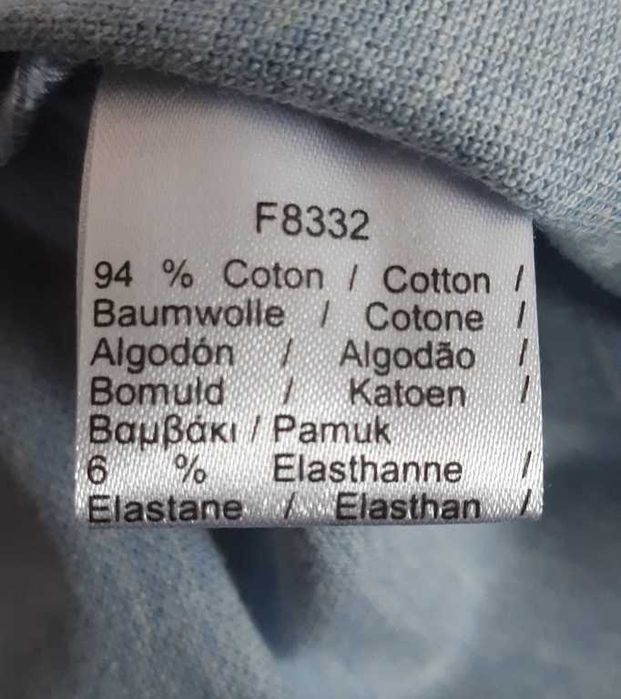 F8332
94 % Coton / Cotton /
Baumwolle / Cotone /
Algodón / Algodão /
Bomuld / Katoen /
Βαμβάκι / Pamuk
6 % Elasthanne /
Elastane / Elasthan /